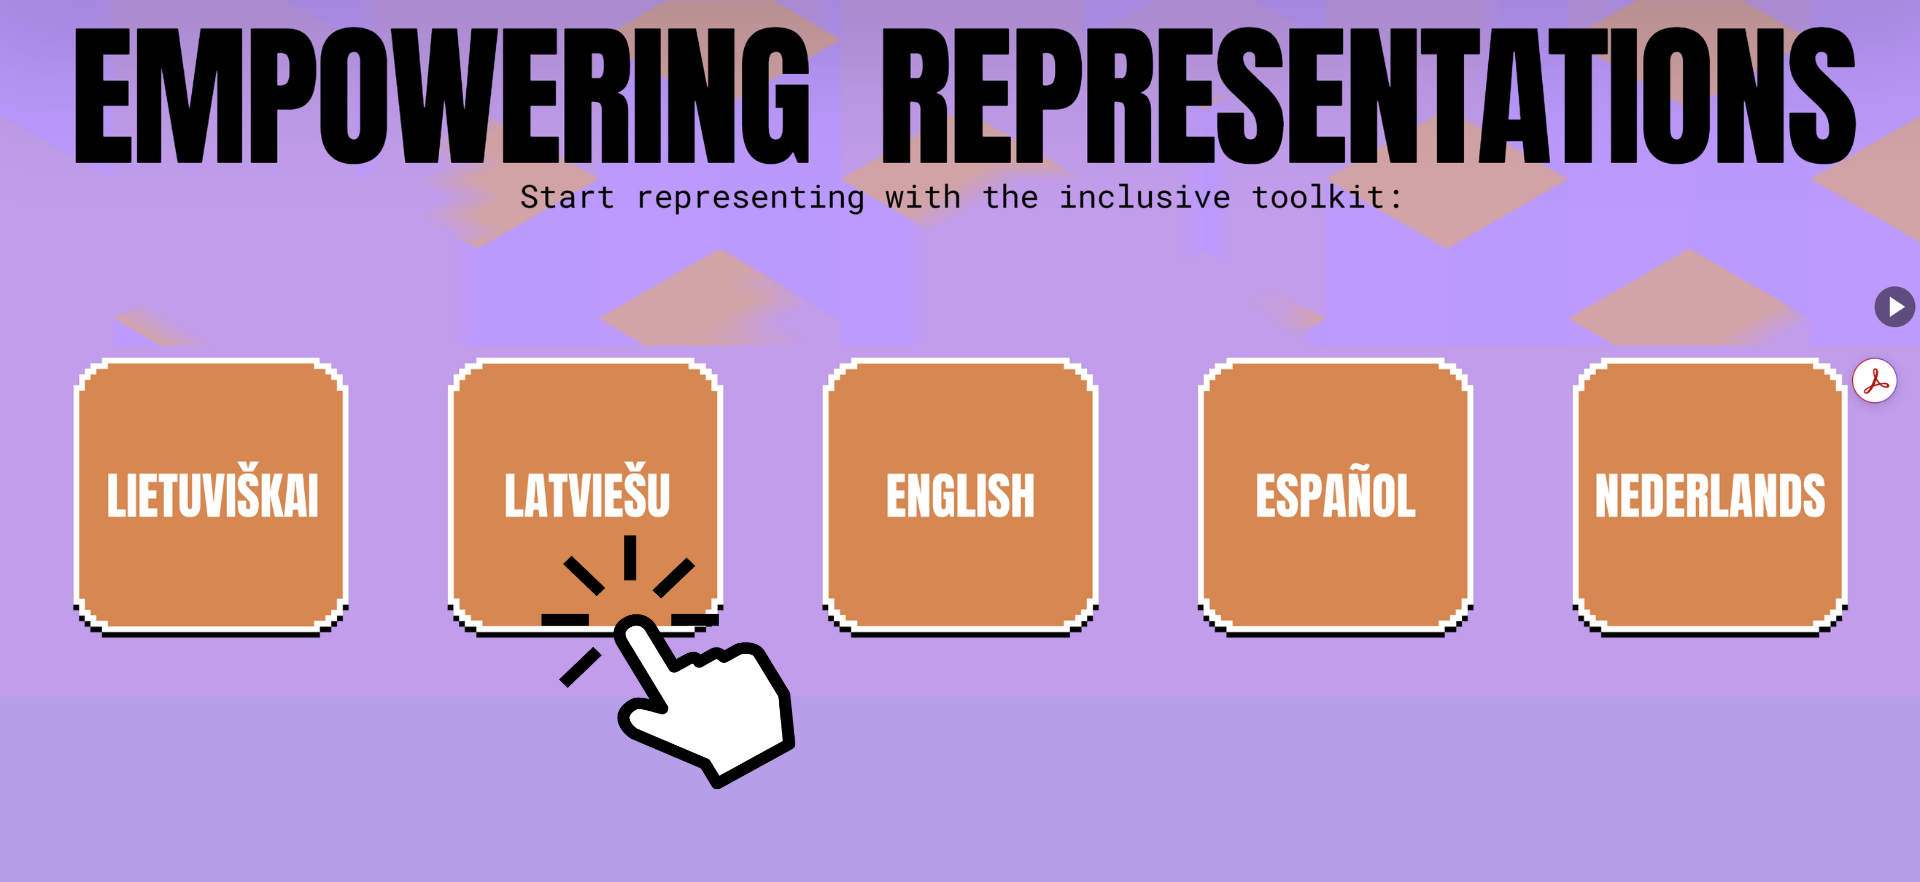 EMPOWERING REPRESENTATIONS
Start representing with the inclusive toolkit:
LIETUVIŠKAI
LATVIEŠU
ENGLISH
ESPAÑOL
NEDERLANDS